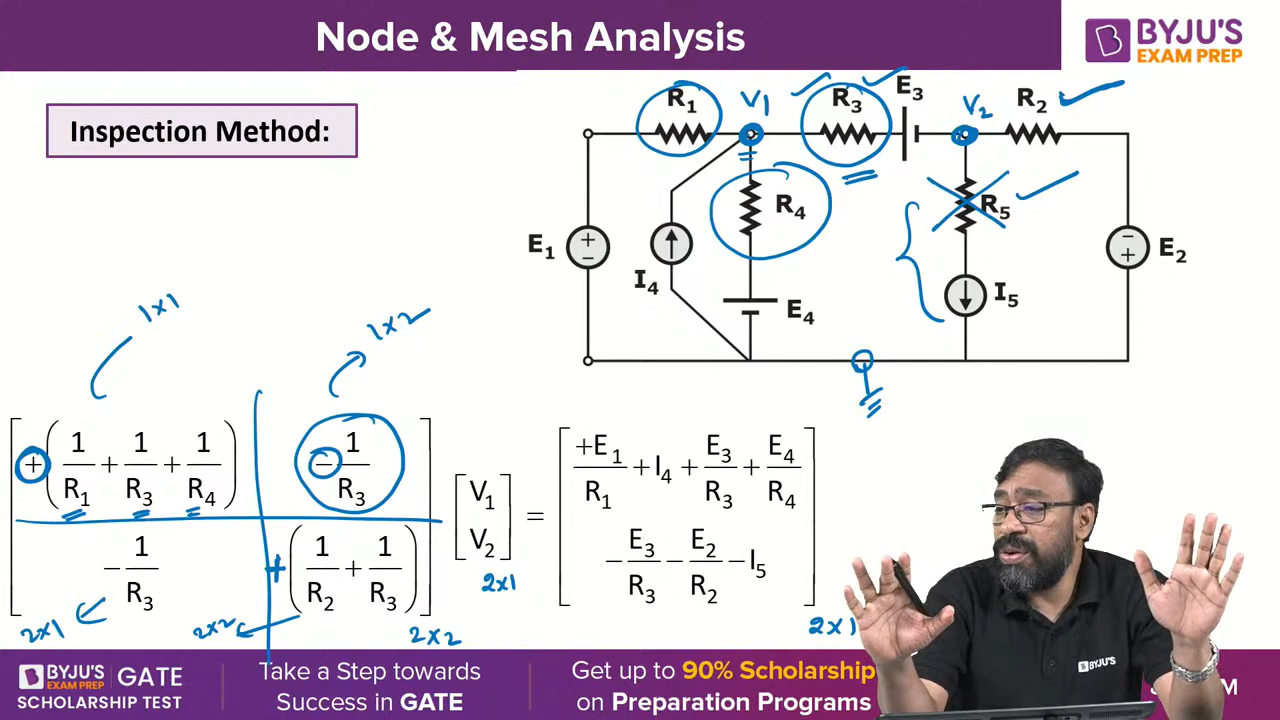 Node & Mesh Analysis
BYJU'S
EXAM PREP
Inspection Method:
R₁
V₁
R₃
E₃
V₂
R₂
R₄
R₅
E₁
I₄
E₄
I₅
E₂
1×1
1×2
[ +(1/R₁ + 1/R₃ + 1/R₄) −1/R₃ ] [V₁] = [ +E₁/R₁ + I₄ + E₃/R₃ + E₄/R₄ ]
[ −1/R₃ +(1/R₂ + 1/R₃) ] [V₂] [ −E₃/R₃ − E₂/R₂ − I₅ ]
2×1
2×2
2×2
2×1
2×1
BYJU'S
BYJU'S
EXAM PREP
GATE
SCHOLARSHIP TEST
Take a Step towards
Success in GATE
Get up to 90% Scholarship
on Preparation Programs